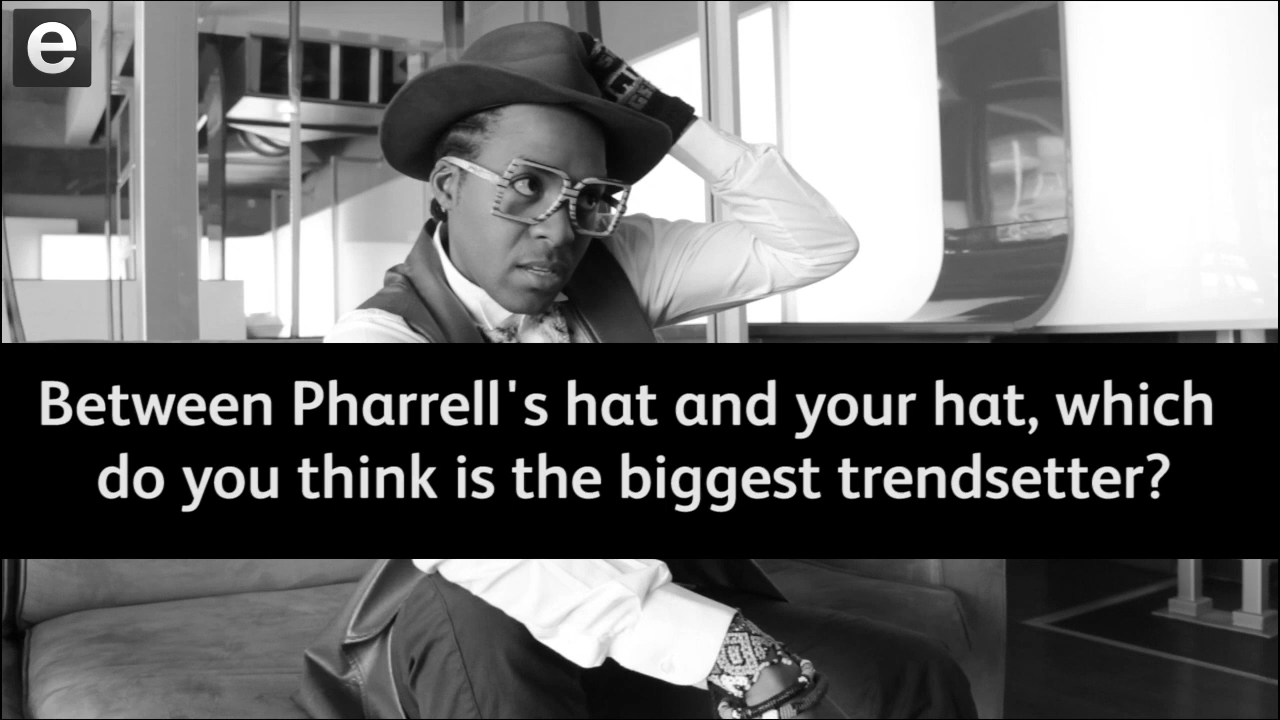 e
Between Pharrell's hat and your hat, which
do you think is the biggest trendsetter?